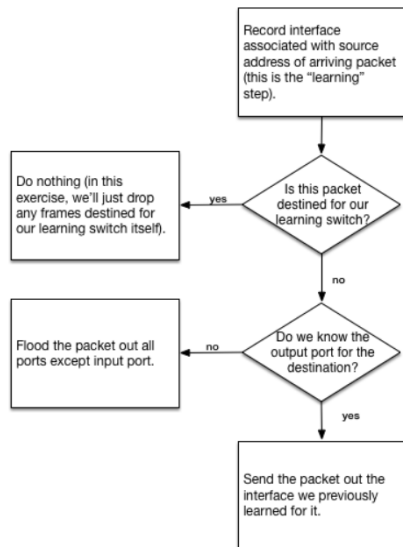 Record interface
associated with source
address of arriving packet
(this is the “learning”
step).
Is this packet
destined for our
learning switch?
yes
Do nothing (in this
exercise, we'll just drop
any frames destined for
our learning switch itself).
no
Do we know the
output port for the
destination?
no
Flood the packet out all
ports except input port.
yes
Send the packet out the
interface we previously
learned for it.